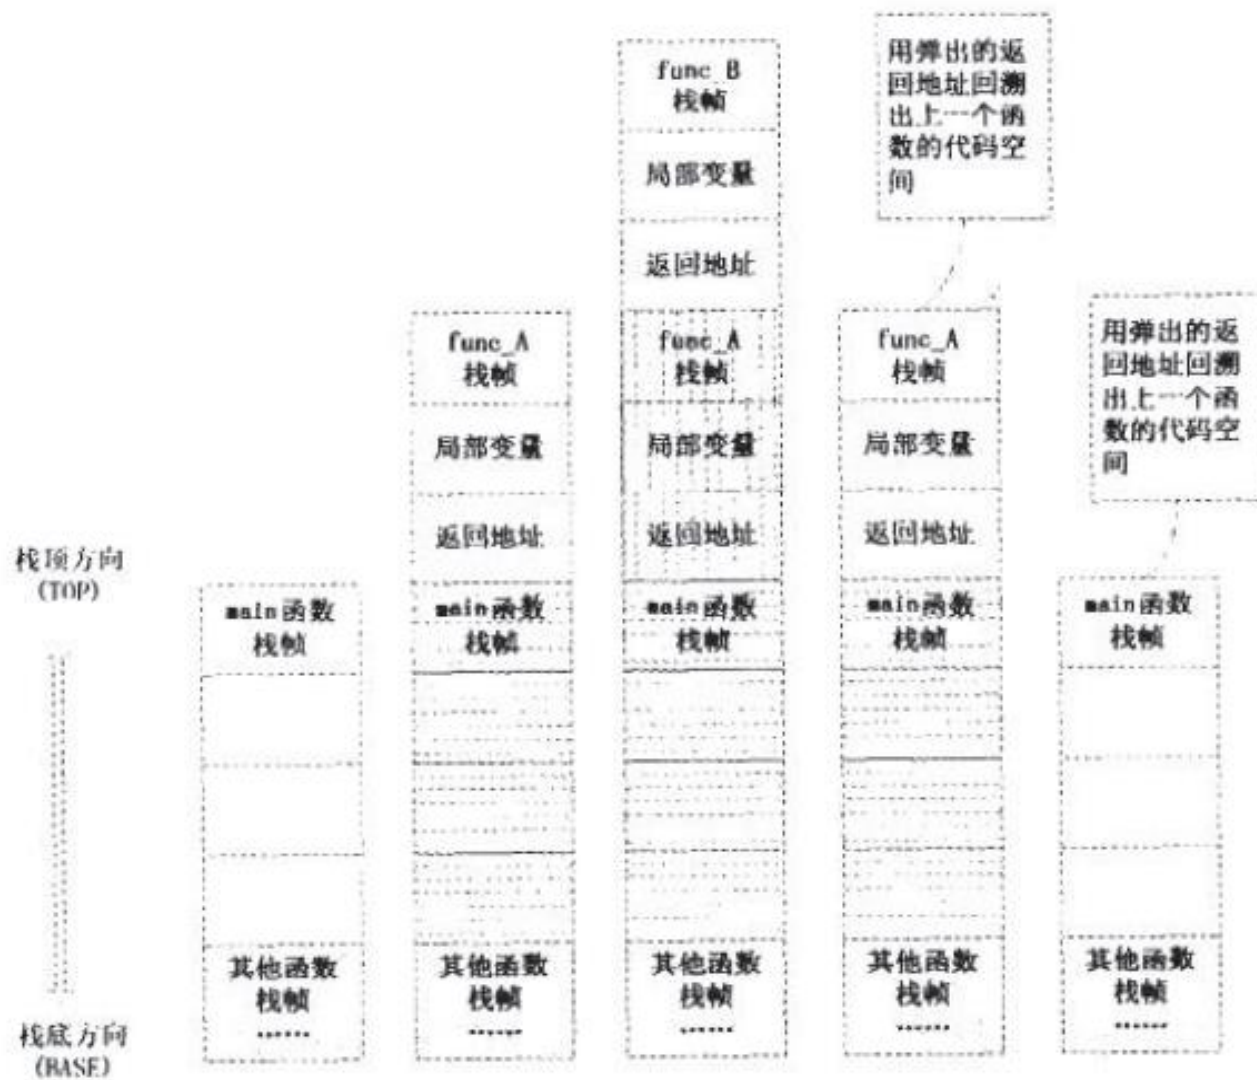 func_B
栈帧
局部变量
返回地址
用弹出的返
回地址回溯
出上一个函
数的代码空
间
func_A
栈帧
局部变量
返回地址
func_A
栈帧
局部变量
返回地址
func_A
栈帧
局部变量
返回地址
用弹出的返
回地址回溯
出上一个函
数的代码空
间
栈顶方向
(TOP)
栈底方向
(BASE)
main函数
栈帧
其他函数
栈帧
......
main函数
栈帧
其他函数
栈帧
......
main函数
栈帧
其他函数
栈帧
......
main函数
栈帧
其他函数
栈帧
......
main函数
栈帧
其他函数
栈帧
......